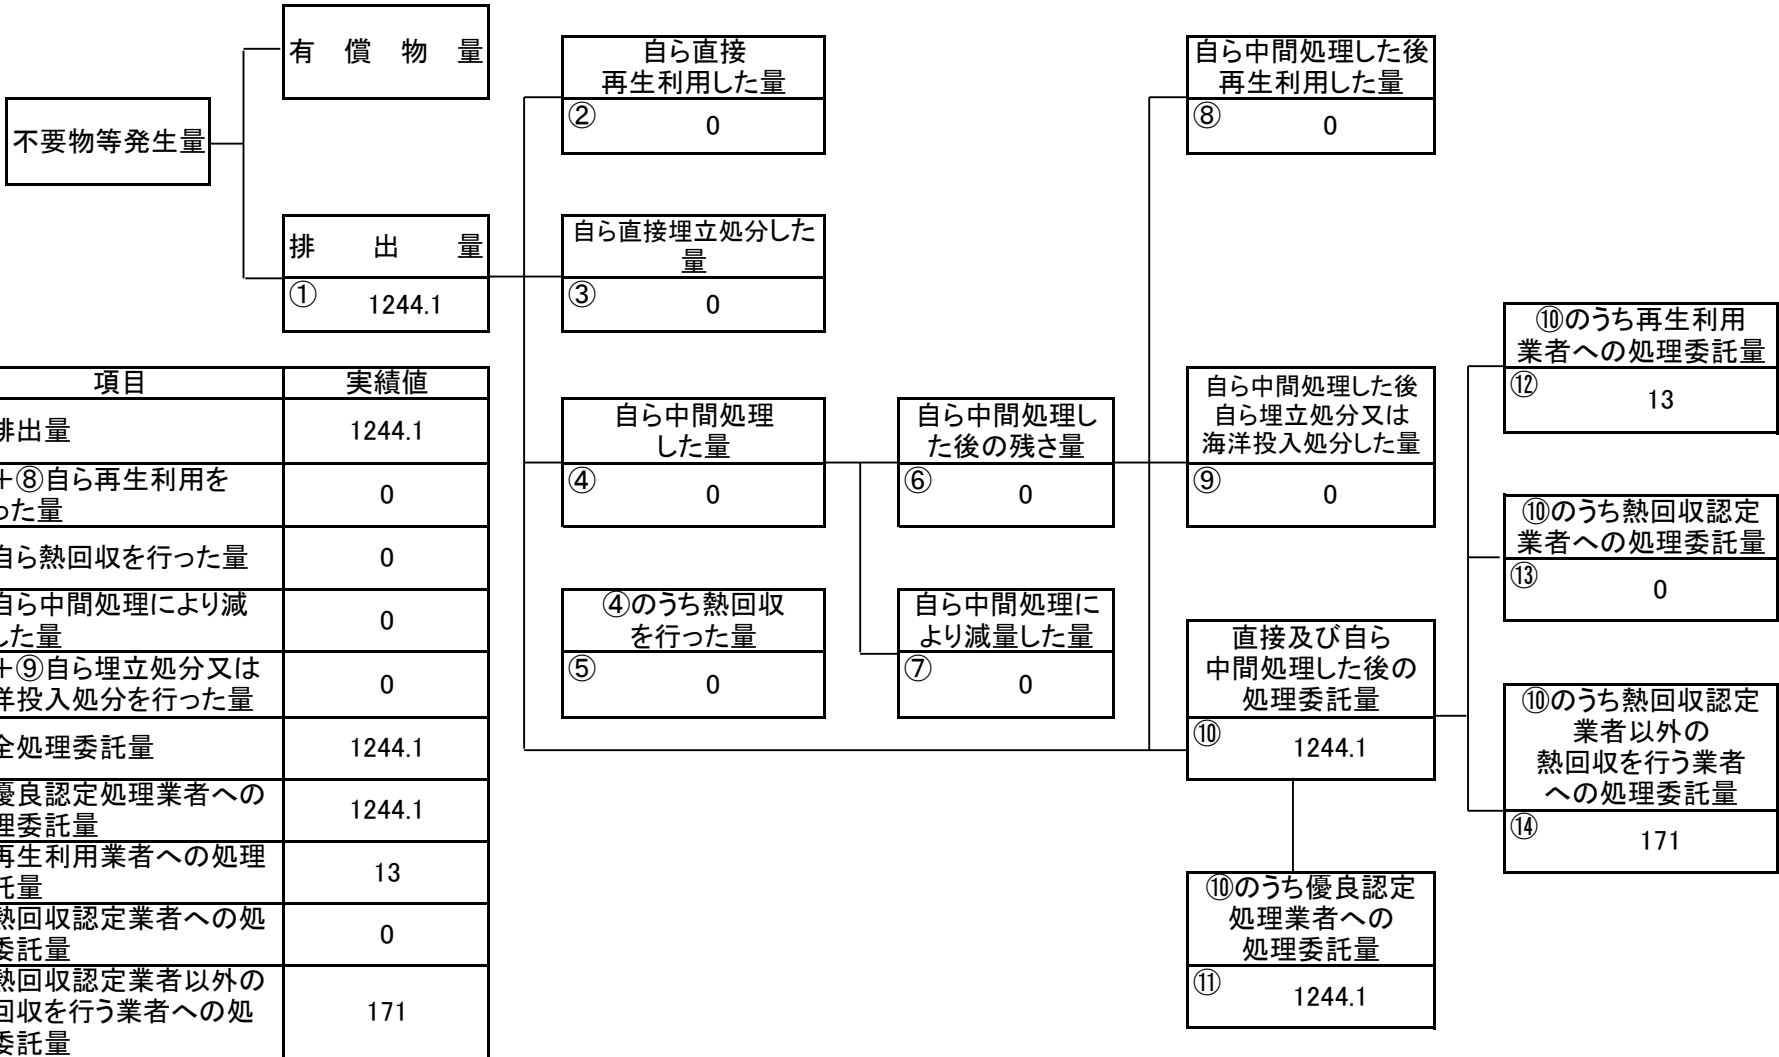 有償物量
不要物等発生量
排出量
①
1244.1
自ら直接
再生利用した量
②
0
自ら直接埋立処分した
量
③
0
自ら中間処理
した量
④
0
④のうち熱回収
を行った量
⑤
0
自ら中間処理し
た後の残さ量
⑥
0
自ら中間処理に
より減量した量
⑦
0
自ら中間処理した後
再生利用した量
⑧
0
自ら中間処理した後
自ら埋立処分又は
海洋投入処分した量
⑨
0
直接及び自ら
中間処理した後の
処理委託量
⑩
1244.1
⑩のうち優良認定
処理業者への
処理委託量
⑪
1244.1
⑩のうち再生利用
業者への処理委託量
⑫
13
⑩のうち熱回収認定
業者への処理委託量
⑬
0
⑩のうち熱回収認定
業者以外の
熱回収を行う業者
への処理委託量
⑭
171
項目 実績値
排出量 1244.1
+⑧自ら再生利用を
った量
0
自ら熱回収を行った量 0
自ら中間処理により減
した量
0
+⑨自ら埋立処分又は
洋投入処分を行った量
0
全処理委託量 1244.1
優良認定処理業者への
理委託量
1244.1
再生利用業者への処理
託量
13
熱回収認定業者への処
委託量
0
熱回収認定業者以外の
回収を行う業者への処
委託量
171